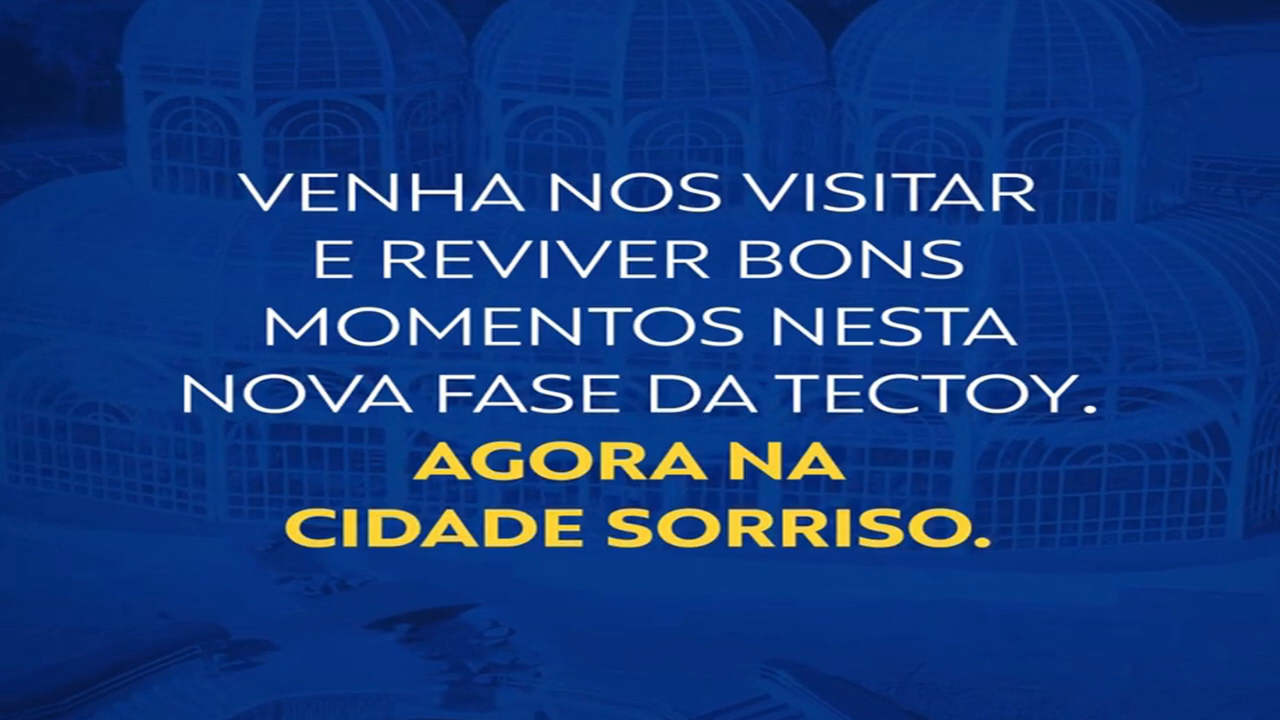 VENHA NOS VISITAR
E REVIVER BONS
MOMENTOS NESTA
NOVA FASE DA TECTOY.
AGORA NA
CIDADE SORRISO.